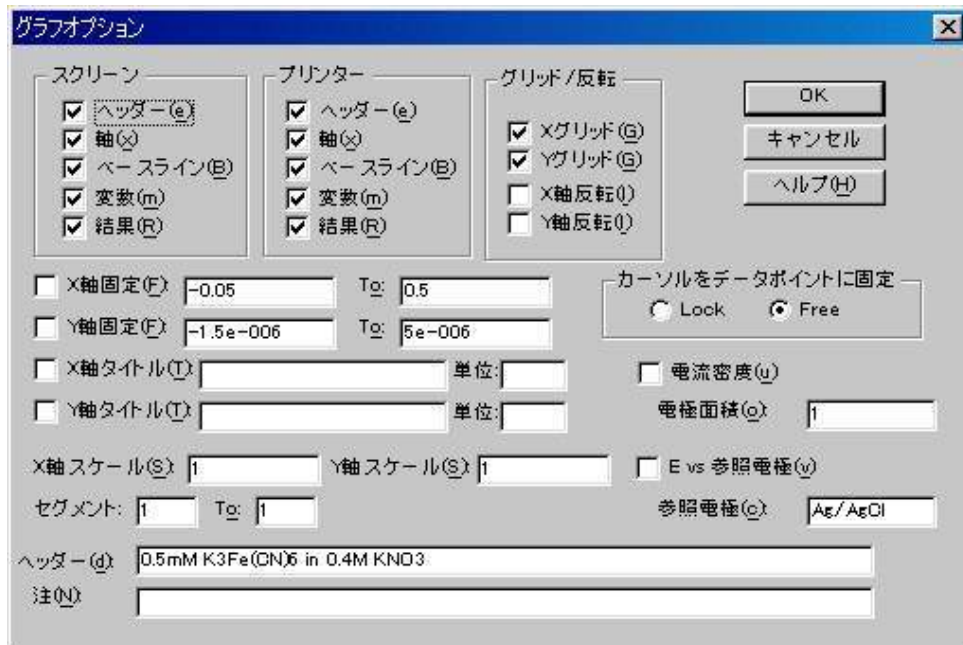 グラフオプション
スクリーン
ヘッダー(e)
軸(x)
ベースライン(B)
変数(m)
結果(R)
プリンター
ヘッダー(e)
軸(x)
ベースライン(B)
変数(m)
結果(R)
グリッド/反転
Xグリッド(G)
Yグリッド(G)
X軸反転(I)
Y軸反転(I)
OK
キャンセル
ヘルプ(H)
X軸固定(F): -0.05 To: 0.5
Y軸固定(F): -1.5e-006 To: 5e-006
カーソルをデータポイントに固定
Lock Free
X軸タイトル(T): 単位:
Y軸タイトル(T): 単位:
電流密度(u)
電極面積(o): 1
X軸スケール(S): 1 Y軸スケール(S): 1
E vs 参照電極(v)
セグメント: 1 To: 1
参照電極(c): Ag/AgCl
ヘッダー(d): 0.5mM K3Fe(CN)6 in 0.4M KNO3
注(N):